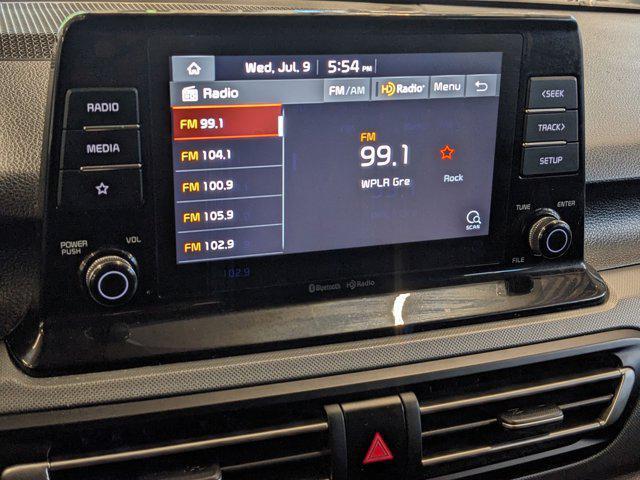 Wed, Jul. 9 5:54 PM
Radio FM/AM HD Radio Menu
FM 99.1
FM 104.1
FM 100.9
FM 105.9
FM 102.9
FM
99.1
WPLR Gre
Rock
SCAN
RADIO
MEDIA
POWER
PUSH
VOL
<SEEK
TRACK>
SETUP
TUNE
ENTER
FILE
102.9
Bluetooth HD Radio